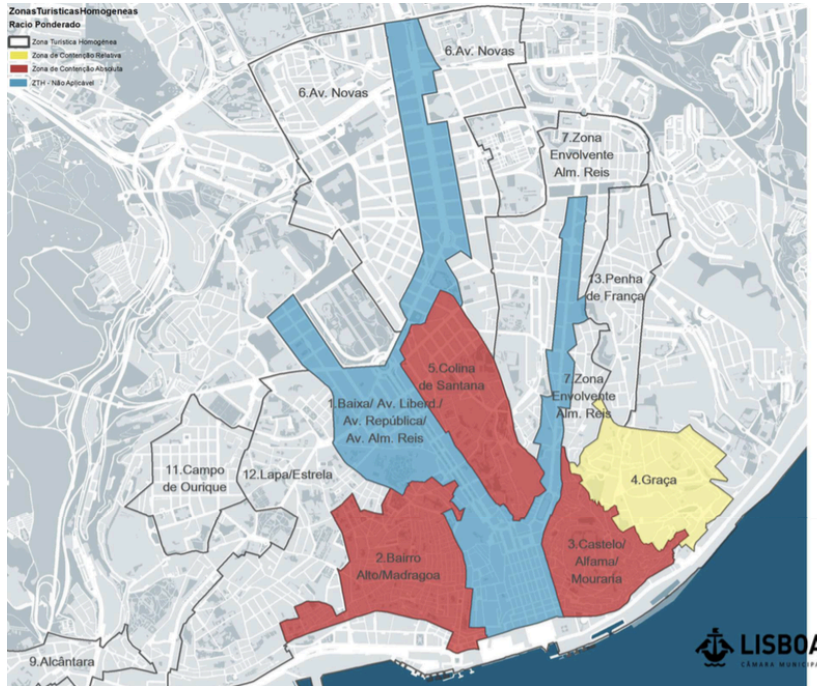 ZonasTuristicasHomogeneas
Racio Ponderado
Zona Turística Homogénea
Zona de Contenção Relativa
Zona de Contenção Absoluta
ZTH - Não Aplicável
6.Av. Novas
6.Av. Novas
7.Zona
Envolvente
Alm. Reis
13.Penha
de França
5.Colina
de Santana
7.Zona
Envolvente
Alm. Reis
1.Baixa/ Av. Liberd./
Av. República/
Av. Alm. Reis
11.Campo
de Ourique
12.Lapa/Estrela
4.Graça
2.Bairro
Alto/Madragoa
3.Castelo/
Alfama/
Mouraria
9.Alcântara
LISBOA
CÂMARA MUNICIPA